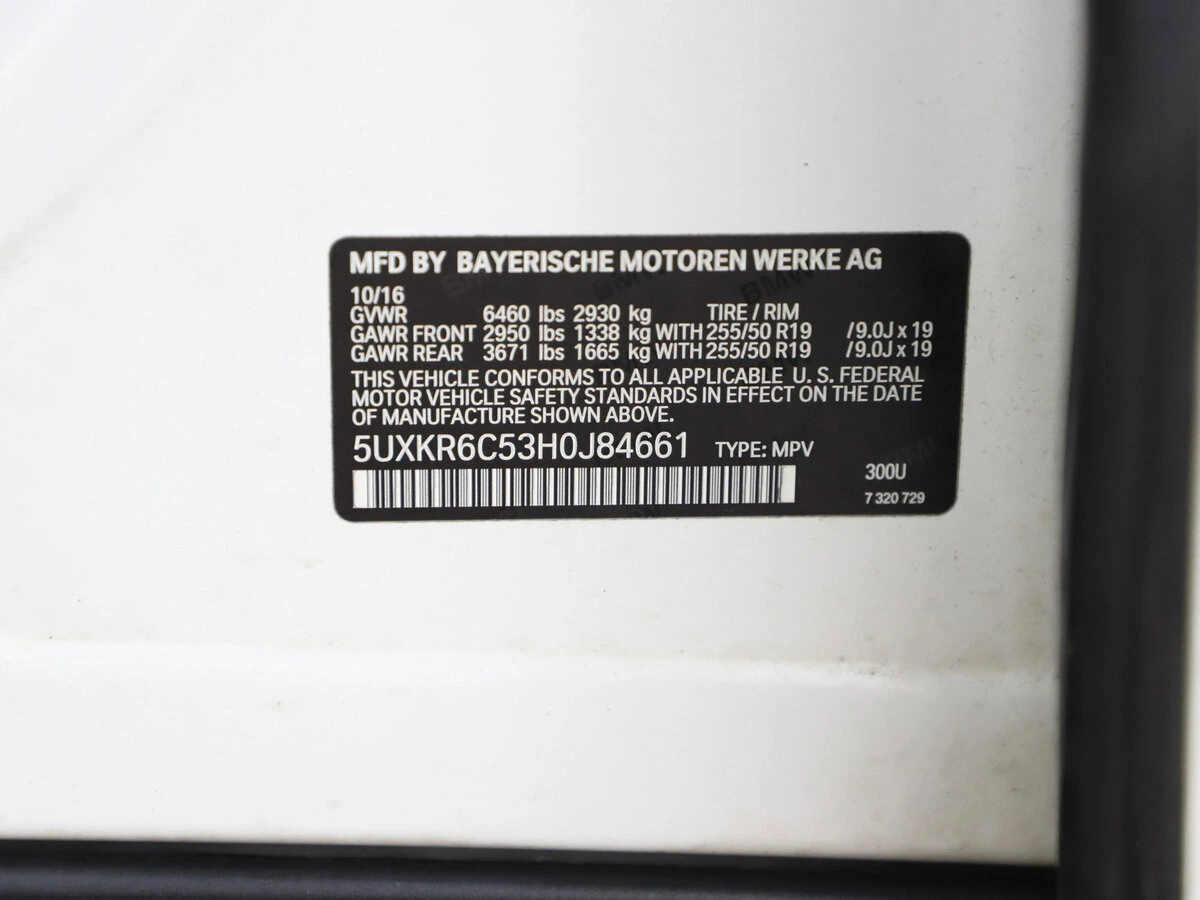 MFD BY BAYERISCHE MOTOREN WERKE AG
10/16
GVWR 6460 lbs 2930 kg TIRE / RIM
GAWR FRONT 2950 lbs 1338 kg WITH 255/50 R19 /9.0J x 19
GAWR REAR 3671 lbs 1665 kg WITH 255/50 R19 /9.0J x 19
THIS VEHICLE CONFORMS TO ALL APPLICABLE U. S. FEDERAL
MOTOR VEHICLE SAFETY STANDARDS IN EFFECT ON THE DATE
OF MANUFACTURE SHOWN ABOVE.
5UXKR6C53H0J84661 TYPE: MPV
300U
7 320 729